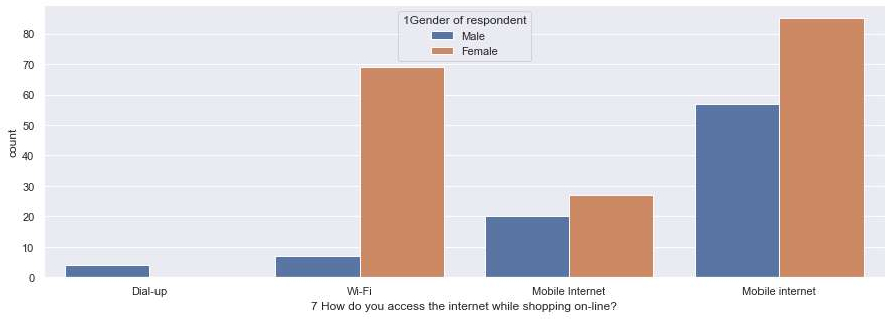 1Gender of respondent
Male
Female
80
70
60
50
40
30
20
10
0
count
Dial-up Wi-Fi Mobile Internet Mobile internet
7 How do you access the internet while shopping on-line?